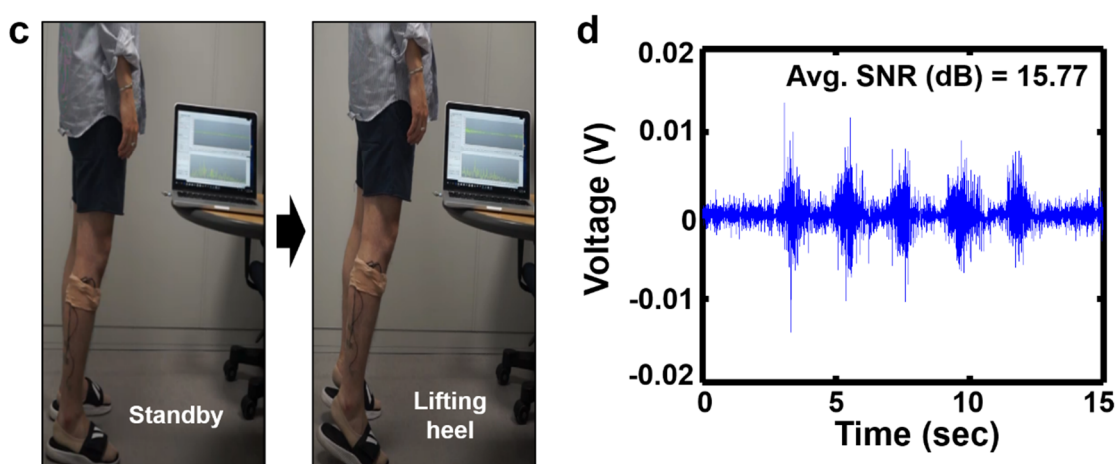 c
Standby
Lifting
heel
d
Avg. SNR (dB) = 15.77
Voltage (V)
0.02
0.01
0
-0.01
-0.02
0
5
10
15
Time (sec)